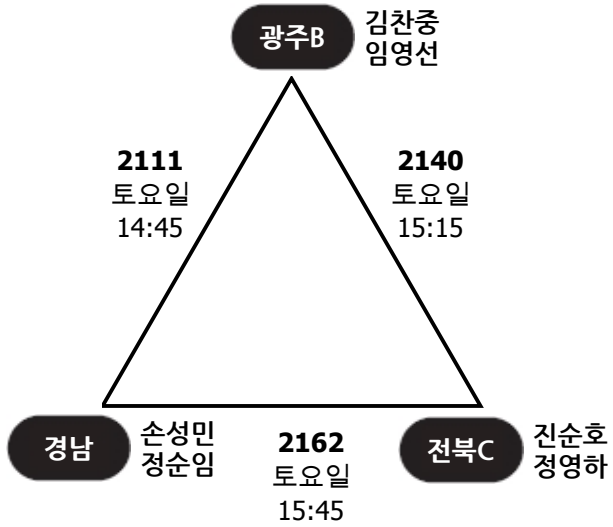 광주B
김찬중
임영선
2111
토요일
14:45
2140
토요일
15:15
경남
손성민
정순임
2162
토요일
15:45
전북C
진순호
정영하